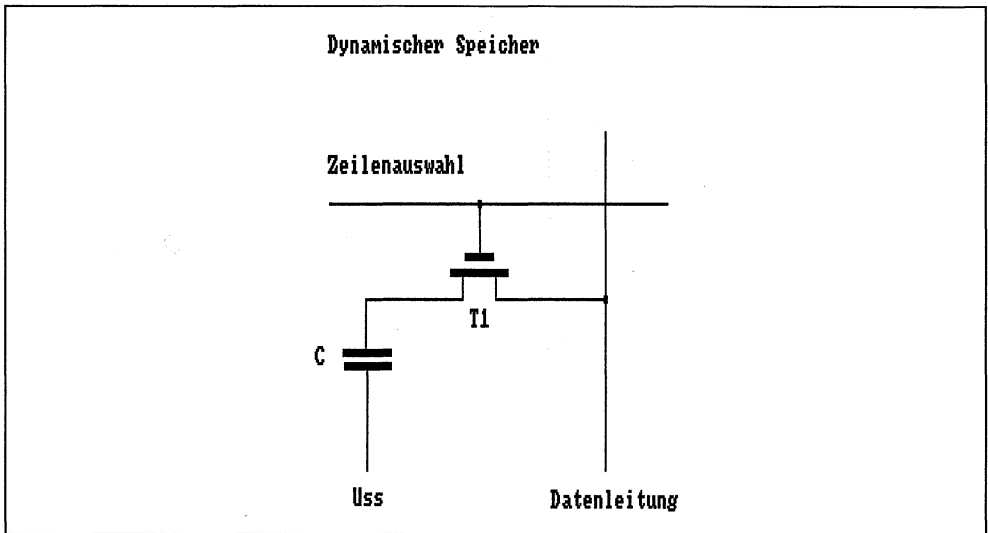 Dynamischer Speicher
Zeilenauswahl
T1
C
Uss
Datenleitung